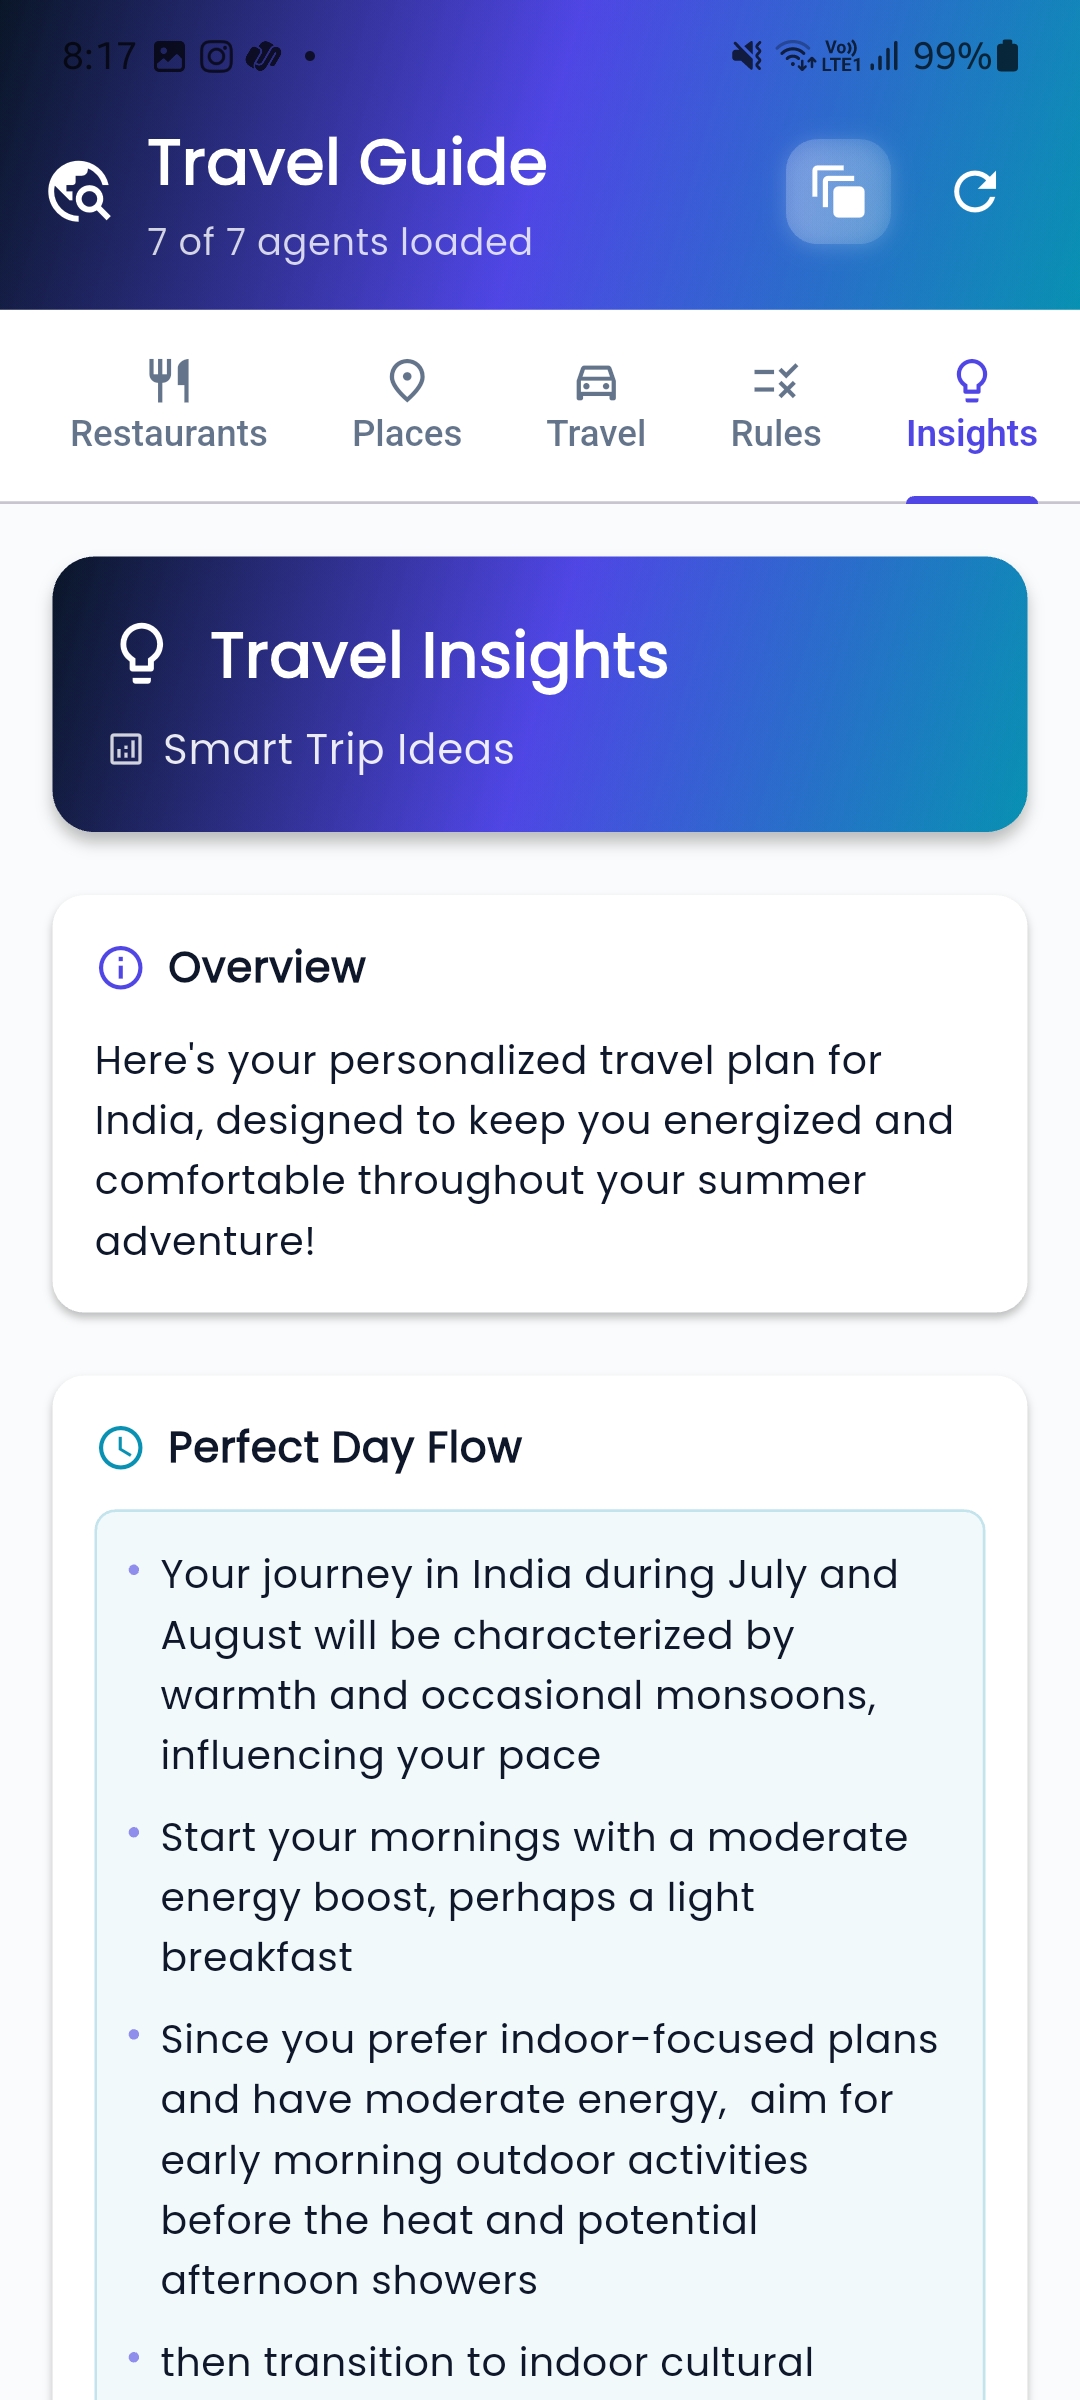 8:17
Vo))
LTE1
99%
Travel Guide
7 of 7 agents loaded
Restaurants
Places
Travel
Rules
Insights
Travel Insights
Smart Trip Ideas
Overview
Here's your personalized travel plan for
India, designed to keep you energized and
comfortable throughout your summer
adventure!
Perfect Day Flow
• Your journey in India during July and
August will be characterized by
warmth and occasional monsoons,
influencing your pace
• Start your mornings with a moderate
energy boost, perhaps a light
breakfast
• Since you prefer indoor-focused plans
and have moderate energy,  aim for
early morning outdoor activities
before the heat and potential
afternoon showers
• then transition to indoor cultural